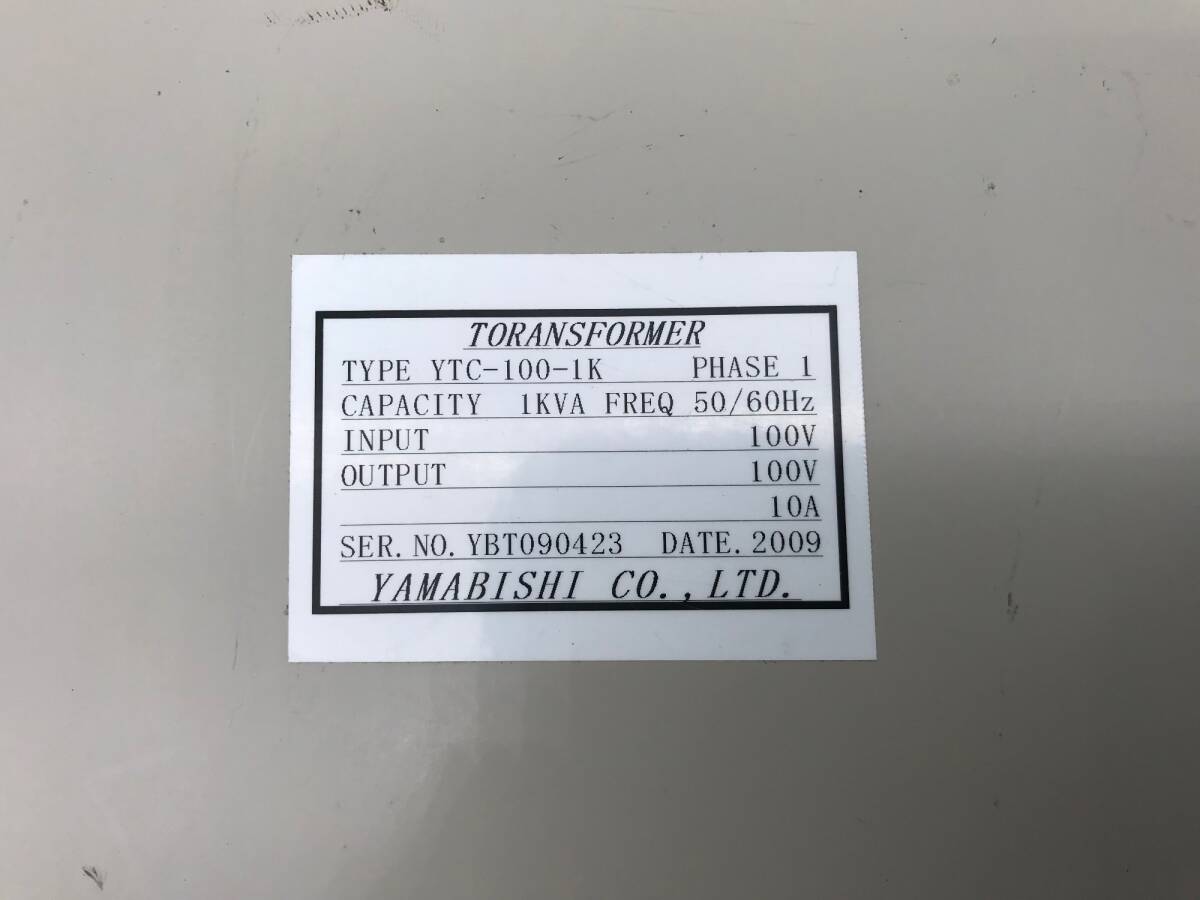 TORANSFORMER
TYPE YTC-100-1K PHASE 1
CAPACITY 1KVA FREQ 50/60Hz
INPUT 100V
OUTPUT 100V
10A
SER. NO. YBT090423 DATE. 2009
YAMABISHI CO., LTD.